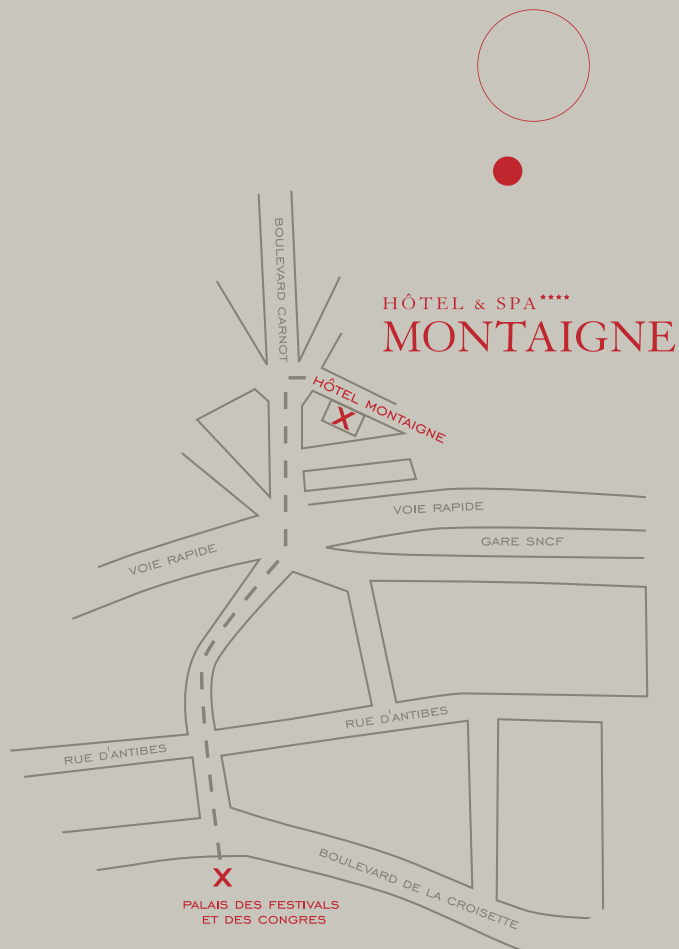 BOULEVARD CARNOT
HÔTEL & SPA ****
MONTAIGNE
HÔTEL MONTAIGNE
X
VOIE RAPIDE
GARE SNCF
VOIE RAPIDE
RUE D'ANTIBES
RUE D'ANTIBES
BOULEVARD DE LA CROISETTE
X
PALAIS DES FESTIVALS
ET DES CONGRES